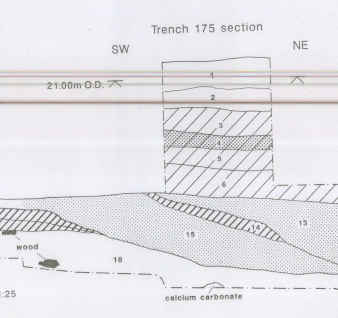 Trench 175 section
SW
NE
1
21.00m O.D.
2
3
4
5
6
13
14
15
wood
18
:25
calcium carbonate